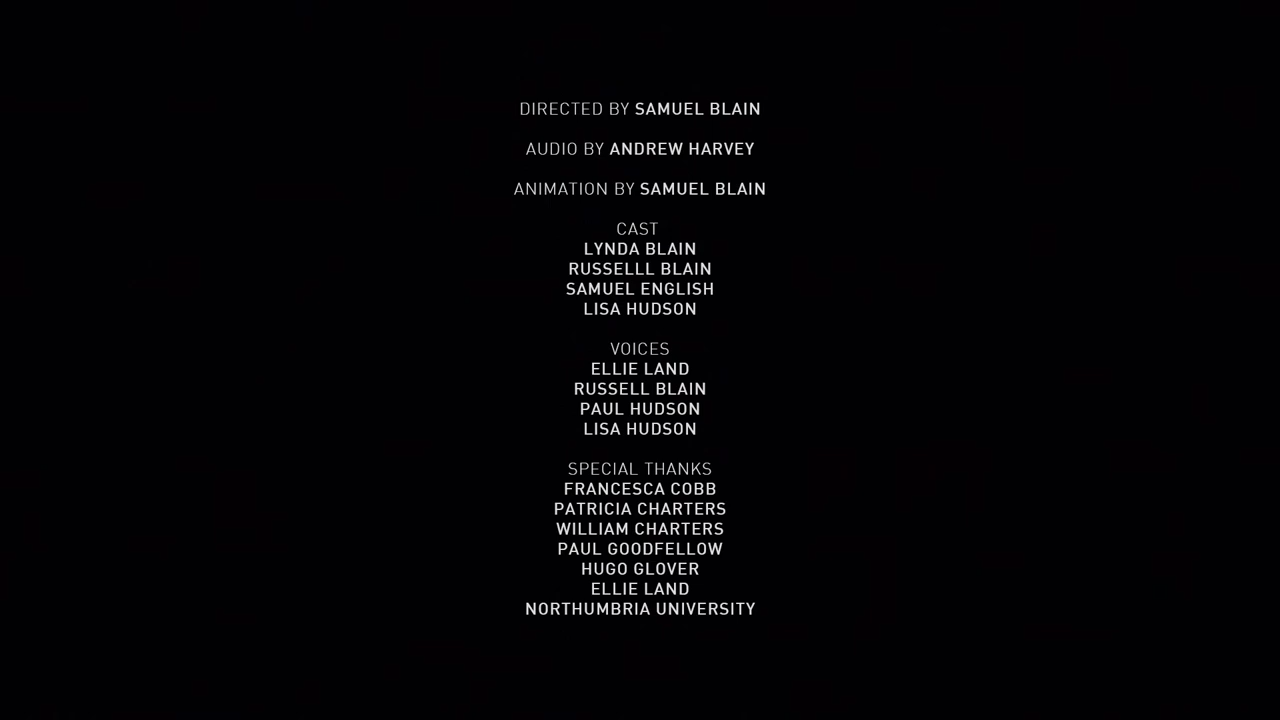 DIRECTED BY SAMUEL BLAIN
AUDIO BY ANDREW HARVEY
ANIMATION BY SAMUEL BLAIN
CAST
LYNDA BLAIN
RUSSELLL BLAIN
SAMUEL ENGLISH
LISA HUDSON
VOICES
ELLIE LAND
RUSSELL BLAIN
PAUL HUDSON
LISA HUDSON
SPECIAL THANKS
FRANCESCA COBB
PATRICIA CHARTERS
WILLIAM CHARTERS
PAUL GOODFELLOW
HUGO GLOVER
ELLIE LAND
NORTHUMBRIA UNIVERSITY